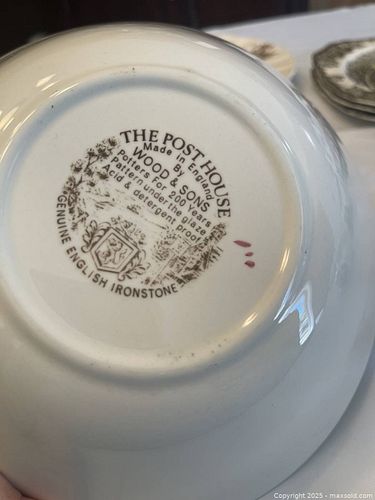 THE POST HOUSE
Made in England
By
WOOD & SONS
Potters For 200 Years
Pattern under the glaze
acid & detergent proof
GENUINE ENGLISH IRONSTONE
Copyright 2025 - maxsold.com